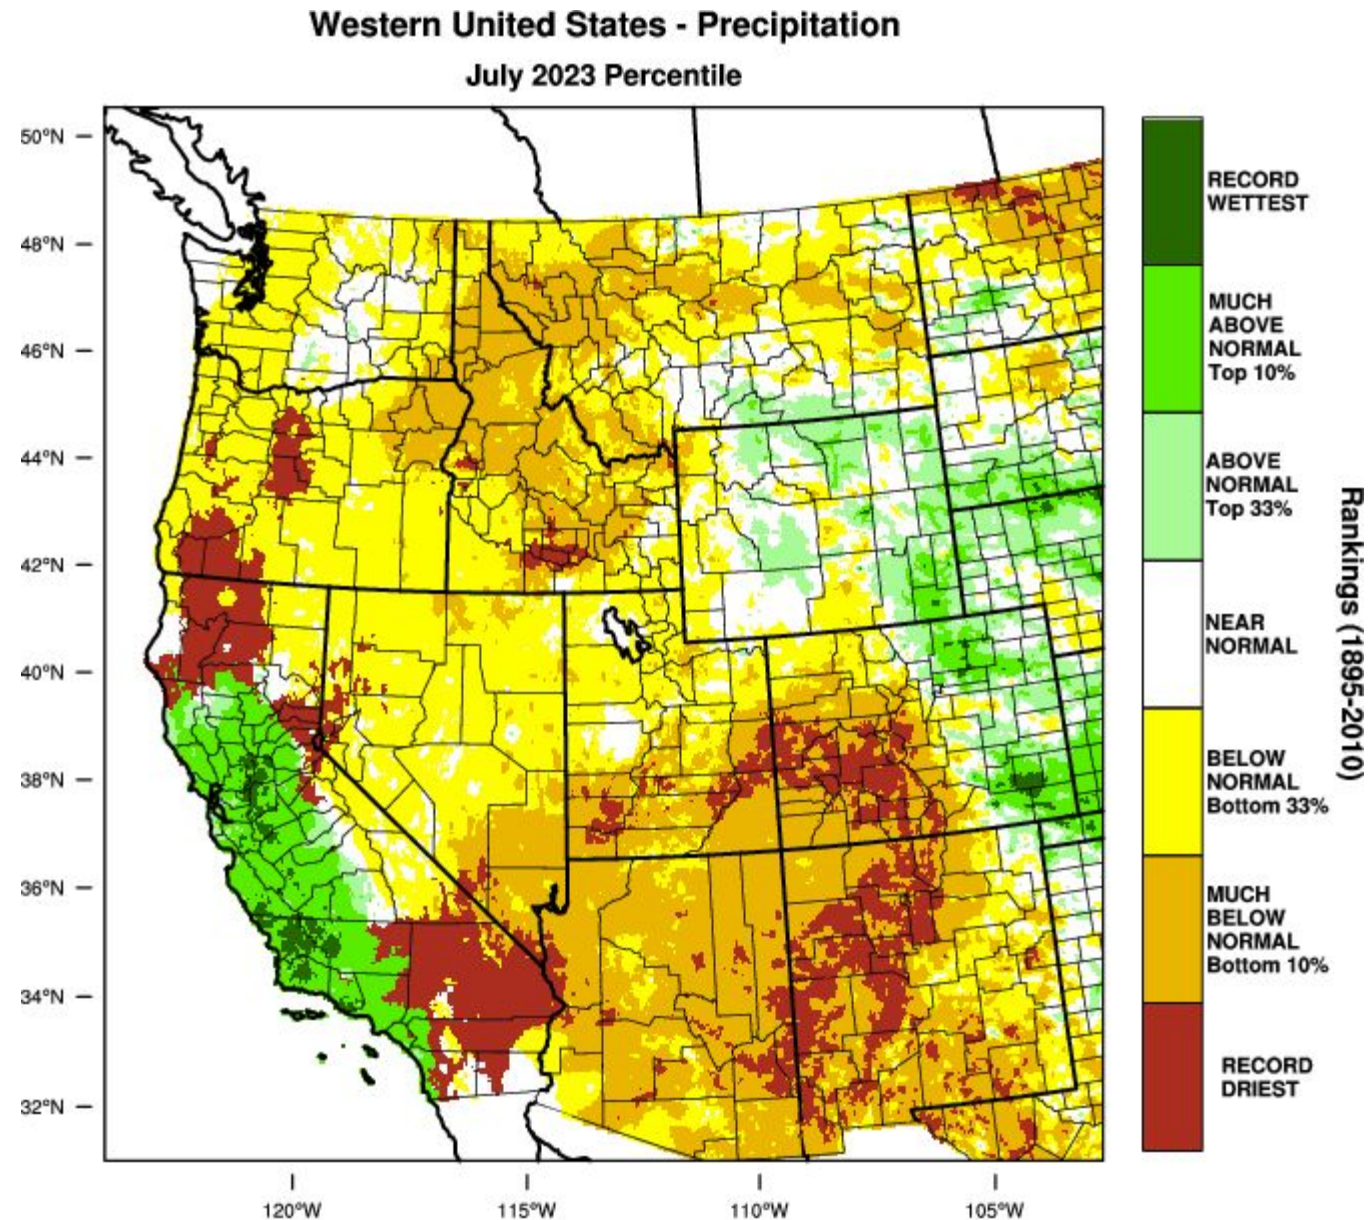 Western United States - Precipitation
July 2023 Percentile
50°N
48°N
46°N
44°N
42°N
40°N
38°N
36°N
34°N
32°N
120°W
115°W
110°W
105°W
RECORD
WETTEST
MUCH
ABOVE
NORMAL
Top 10%
ABOVE
NORMAL
Top 33%
NEAR
NORMAL
BELOW
NORMAL
Bottom 33%
MUCH
BELOW
NORMAL
Bottom 10%
RECORD
DRIEST
Rankings (1895-2010)